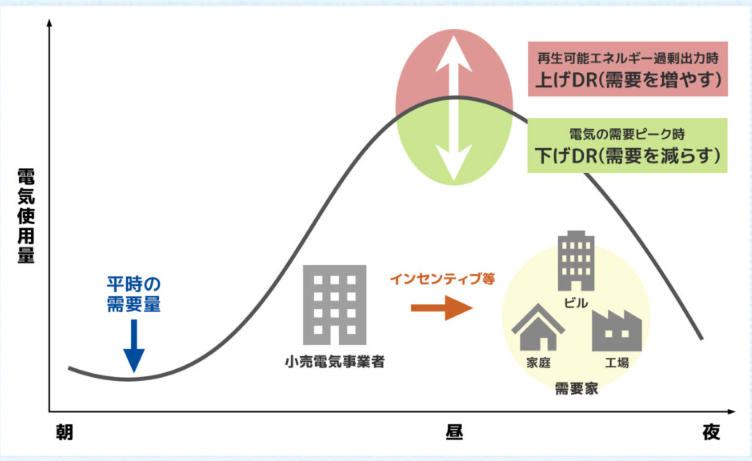 再生可能エネルギー過剰出力時
上げDR(需要を増やす)
電気の需要ピーク時
下げDR(需要を減らす)
電気使用量
平時の
需要量
インセンティブ等
小売電気事業者
ビル
家庭
工場
需要家
朝
昼
夜